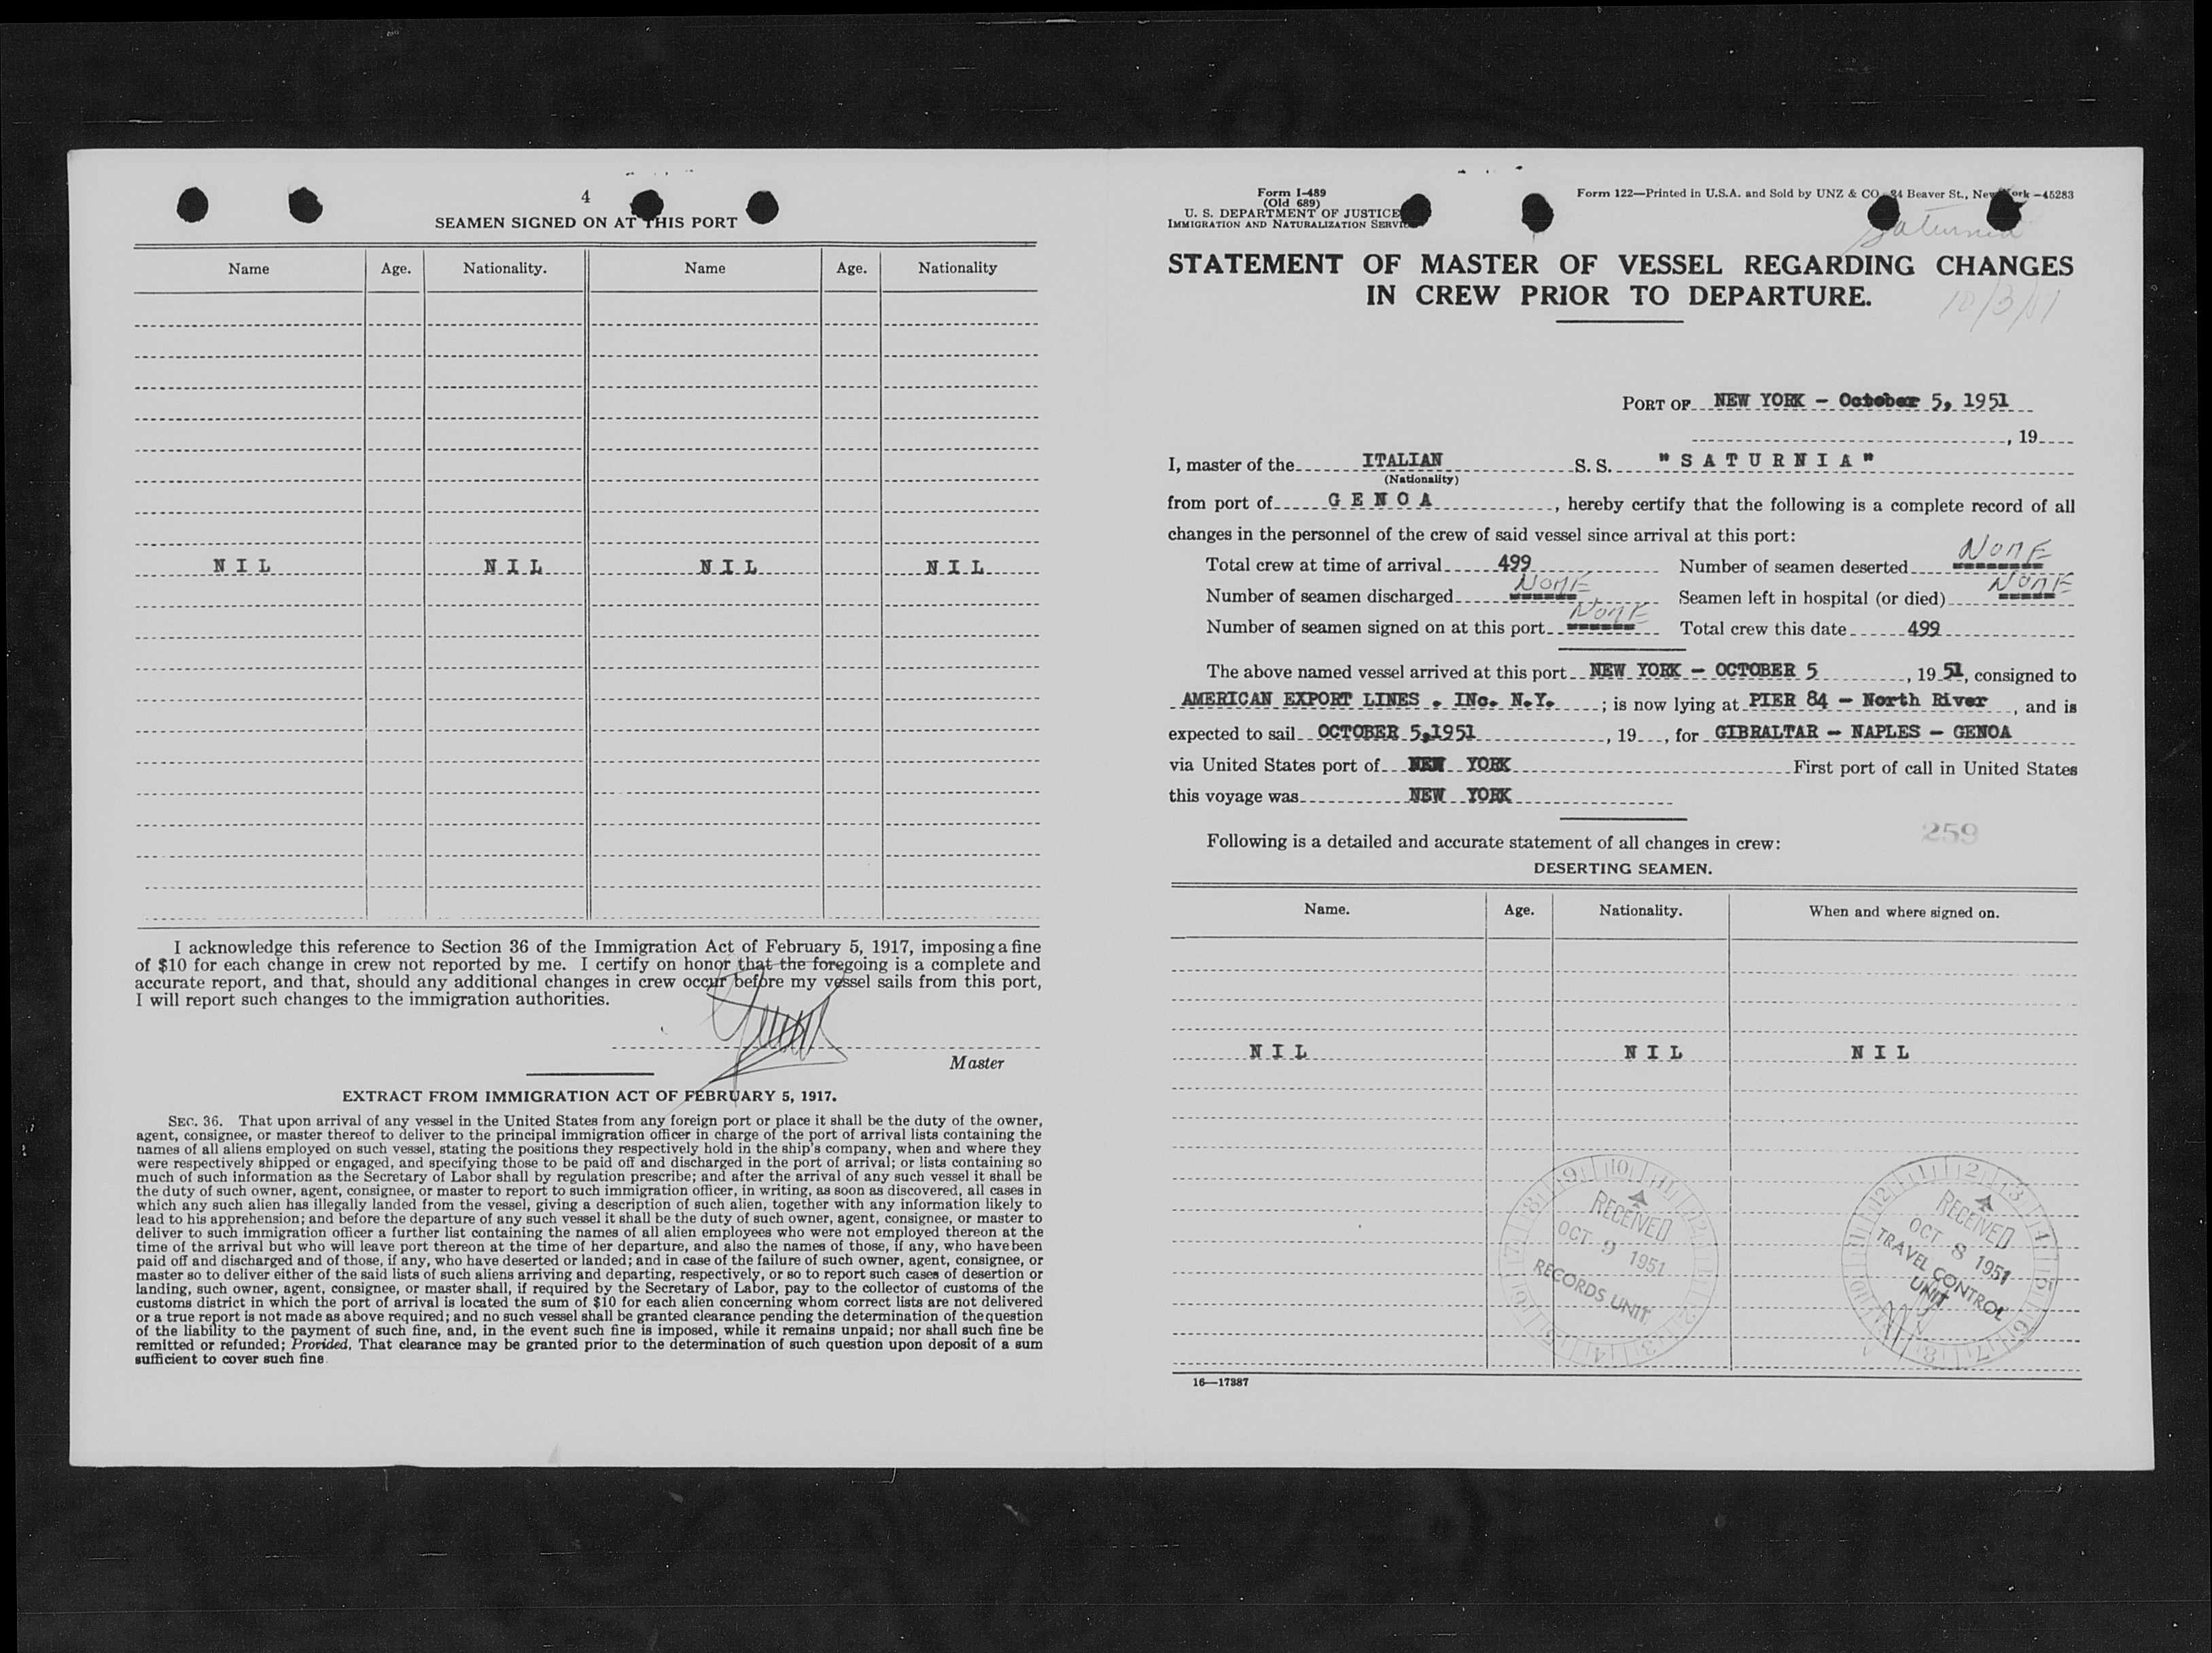 4
SEAMEN SIGNED ON AT THIS PORT
Name Age. Nationality. Name Age. Nationality
N I L N I L N I L N I L
I acknowledge this reference to Section 36 of the Immigration Act of February 5, 1917, imposing a fine
of $10 for each change in crew not reported by me. I certify on honor that the foregoing is a complete and
accurate report, and that, should any additional changes in crew occur before my vessel sails from this port,
I will report such changes to the immigration authorities.
Master
EXTRACT FROM IMMIGRATION ACT OF FEBRUARY 5, 1917.
SEC. 36. That upon arrival of any vessel in the United States from any foreign port or place it shall be the duty of the owner,
agent, consignee, or master thereof to deliver to the principal immigration officer in charge of the port of arrival lists containing the
names of all aliens employed on such vessel, stating the positions they respectively hold in the ship's company, when and where they
were respectively shipped or engaged, and specifying those to be paid off and discharged in the port of arrival; or lists containing so
much of such information as the Secretary of Labor shall by regulation prescribe; and after the arrival of any such vessel it shall be
the duty of such owner, agent, consignee, or master to report to such immigration officer, in writing, as soon as discovered, all cases in
which any such alien has illegally landed from the vessel, giving a description of such alien, together with any information likely to
lead to his apprehension; and before the departure of any such vessel it shall be the duty of such owner, agent, consignee, or master to
deliver to such immigration officer a further list containing the names of all alien employees who were not employed thereon at the
time of the arrival but who will leave port thereon at the time of her departure, and also the names of those, if any, who have been
paid off and discharged and of those, if any, who have deserted or landed; and in case of the failure of such owner, agent, consignee, or
master so to deliver either of the said lists of such aliens arriving and departing, respectively, or so to report such cases of desertion or
landing, such owner, agent, consignee, or master shall, if required by the Secretary of Labor, pay to the collector of customs of the
customs district in which the port of arrival is located the sum of $10 for each alien concerning whom correct lists are not delivered
or a true report is not made as above required; and no such vessel shall be granted clearance pending the determination of the question
of the liability to the payment of such fine, and, in the event such fine is imposed, while it remains unpaid; nor shall such fine be
remitted or refunded; Provided, That clearance may be granted prior to the determination of such question upon deposit of a sum
sufficient to cover such fine.
Form I-489
(Old 689)
U. S. DEPARTMENT OF JUSTICE
IMMIGRATION AND NATURALIZATION SERVICE
Form 122—Printed in U.S.A. and Sold by UNZ & CO. 24 Beaver St., New York —45283
Saturnia
STATEMENT OF MASTER OF VESSEL REGARDING CHANGES
IN CREW PRIOR TO DEPARTURE.
10/3/51
PORT OF NEW YORK - October 5, 1951
, 19
I, master of the ITALIAN S. S. "S A T U R N I A"
(Nationality)
from port of G E N O A , hereby certify that the following is a complete record of all
changes in the personnel of the crew of said vessel since arrival at this port:
Total crew at time of arrival 499 Number of seamen deserted NONE
Number of seamen discharged NONE Seamen left in hospital (or died) NONE
Number of seamen signed on at this port NONE Total crew this date 499
The above named vessel arrived at this port NEW YORK - OCTOBER 5 , 19 51, consigned to
AMERICAN EXPORT LINES . INc. N.Y. ; is now lying at PIER 84 - North River , and is
expected to sail OCTOBER 5,1951 , 19 , for GIBRALTAR - NAPLES - GENOA
via United States port of NEW YORK First port of call in United States
this voyage was NEW YORK
259
Following is a detailed and accurate statement of all changes in crew:
DESERTING SEAMEN.
Name. Age. Nationality. When and where signed on.
N I L N I L N I L
RECEIVED
OCT 9 1951
RECORDS UNIT
RECEIVED
OCT 8 1951
TRAVEL CONTROL
UNIT
16—17387